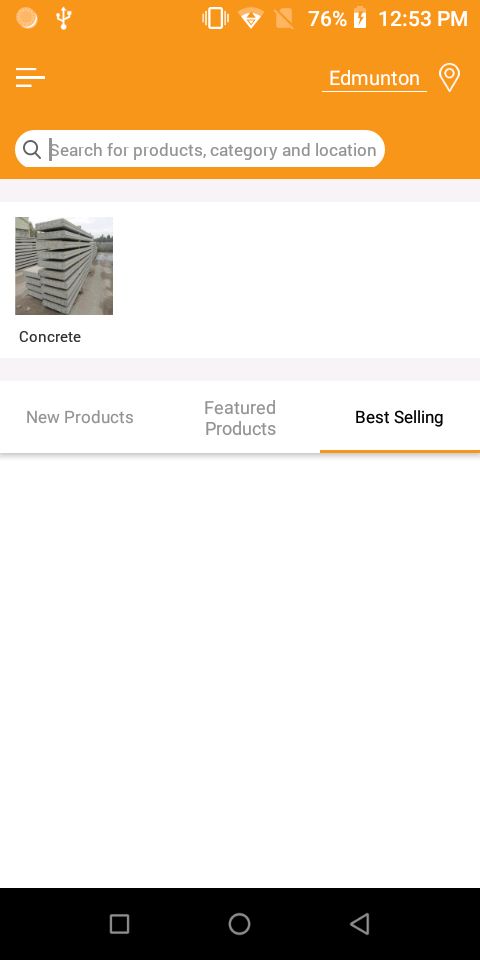 76% 12:53 PM
Edmunton
Search for products, category and location
Concrete
New Products
Featured
Products
Best Selling